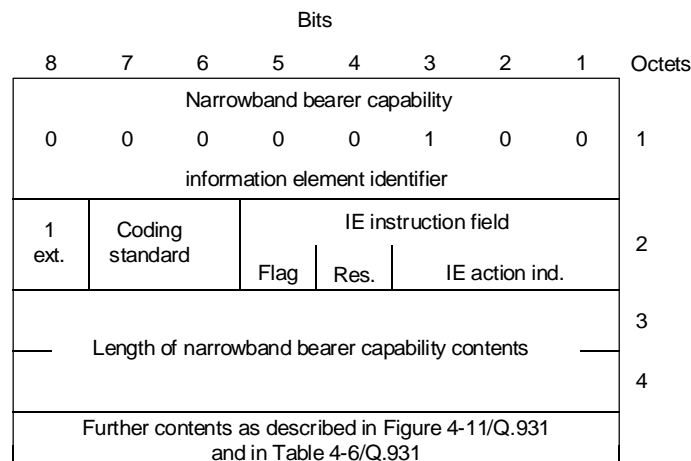 Bits
8 7 6 5 4 3 2 1 Octets
Narrowband bearer capability
0 0 0 0 0 1 0 0 1
information element identifier
1 ext. Coding standard IE instruction field 2
Flag Res. IE action ind.
3
Length of narrowband bearer capability contents
4
Further contents as described in Figure 4-11/Q.931
and in Table 4-6/Q.931